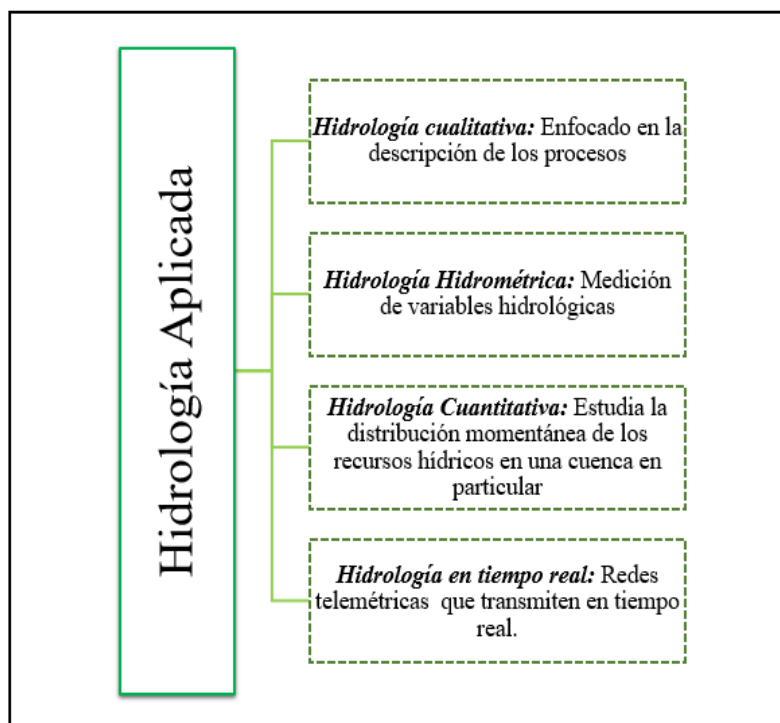 Hidrología Aplicada
Hidrología cualitativa: Enfocado en la
descripción de los procesos
Hidrología Hidrométrica: Medición
de variables hidrológicas
Hidrología Cuantitativa: Estudia la
distribución momentánea de los
recursos hídricos en una cuenca en
particular
Hidrología en tiempo real: Redes
telemétricas que transmiten en tiempo
real.